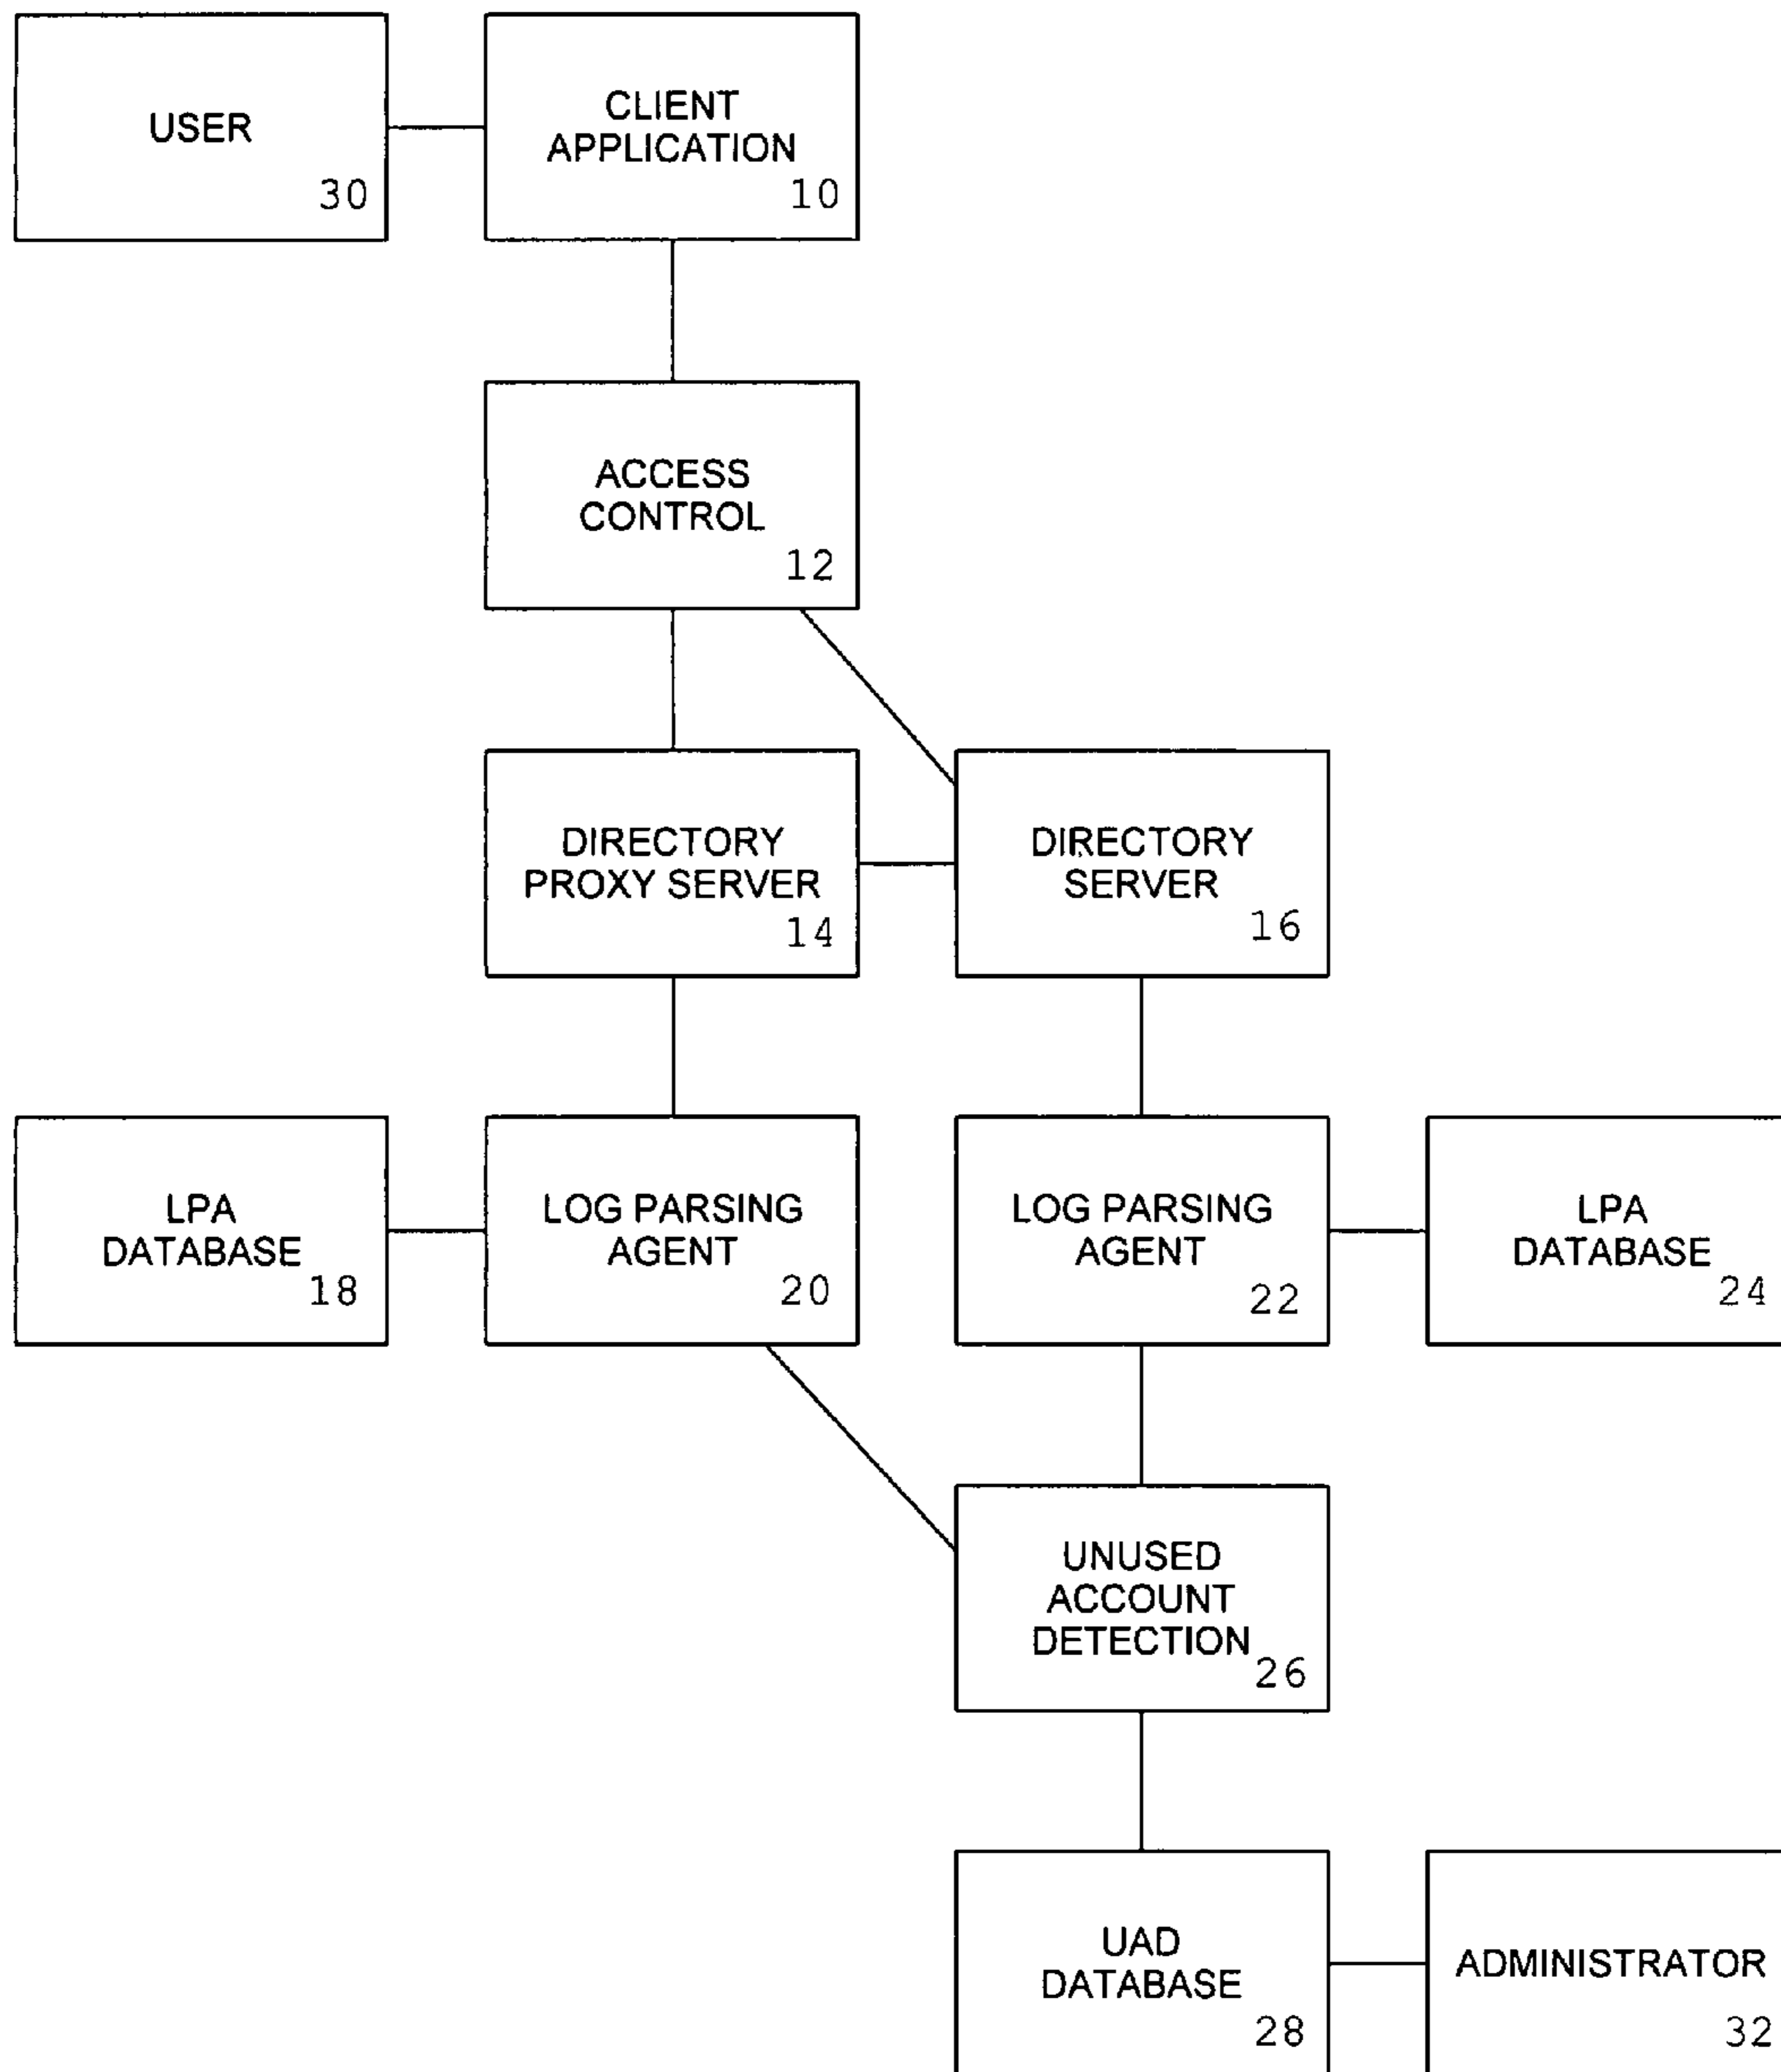 USER
30
CLIENT
APPLICATION
10
ACCESS
CONTROL
12
DIRECTORY
PROXY SERVER
14
DIRECTORY
SERVER
16
LPA
DATABASE
18
LOG PARSING
AGENT
20
LOG PARSING
AGENT
22
LPA
DATABASE
24
UNUSED
ACCOUNT
DETECTION
26
UAD
DATABASE
28
ADMINISTRATOR
32